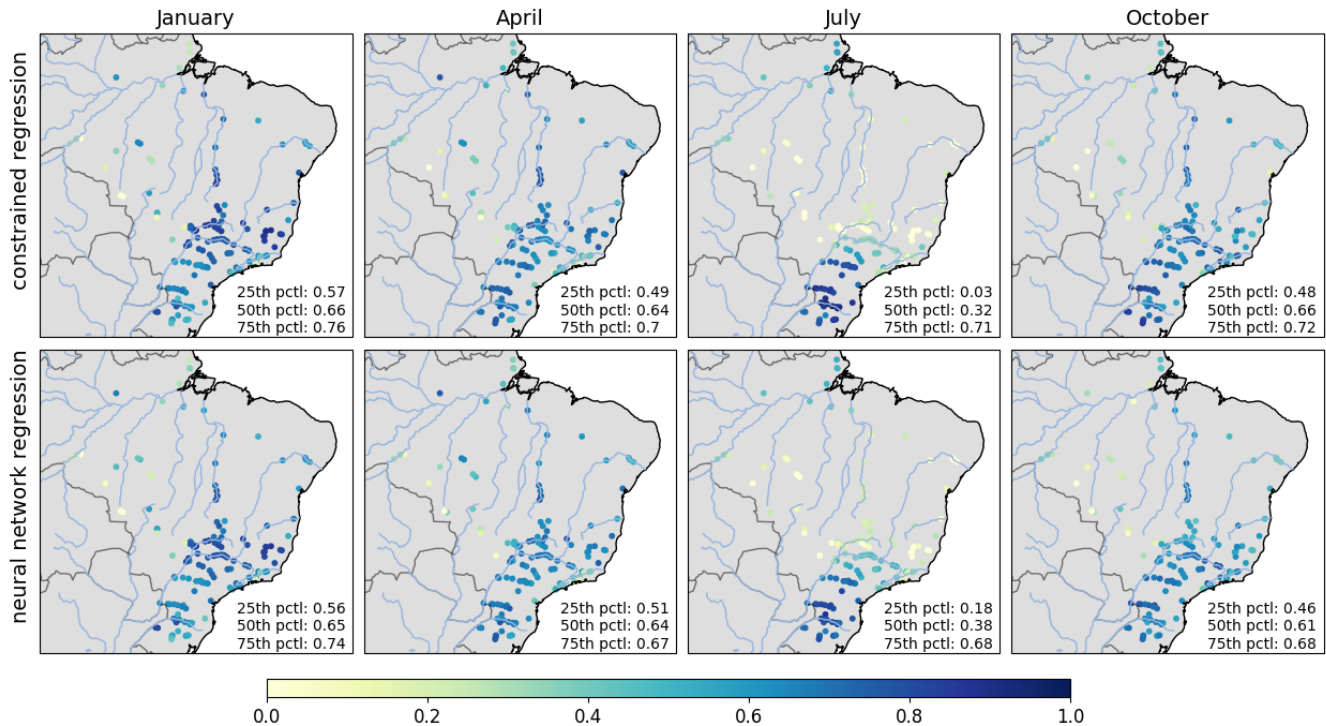 January
April
July
October
constrained regression
25th pctl: 0.57
50th pctl: 0.66
75th pctl: 0.76
25th pctl: 0.49
50th pctl: 0.64
75th pctl: 0.7
25th pctl: 0.03
50th pctl: 0.32
75th pctl: 0.71
25th pctl: 0.48
50th pctl: 0.66
75th pctl: 0.72
neural network regression
25th pctl: 0.56
50th pctl: 0.65
75th pctl: 0.74
25th pctl: 0.51
50th pctl: 0.64
75th pctl: 0.67
25th pctl: 0.18
50th pctl: 0.38
75th pctl: 0.68
25th pctl: 0.46
50th pctl: 0.61
75th pctl: 0.68
0.0 0.2 0.4 0.6 0.8 1.0